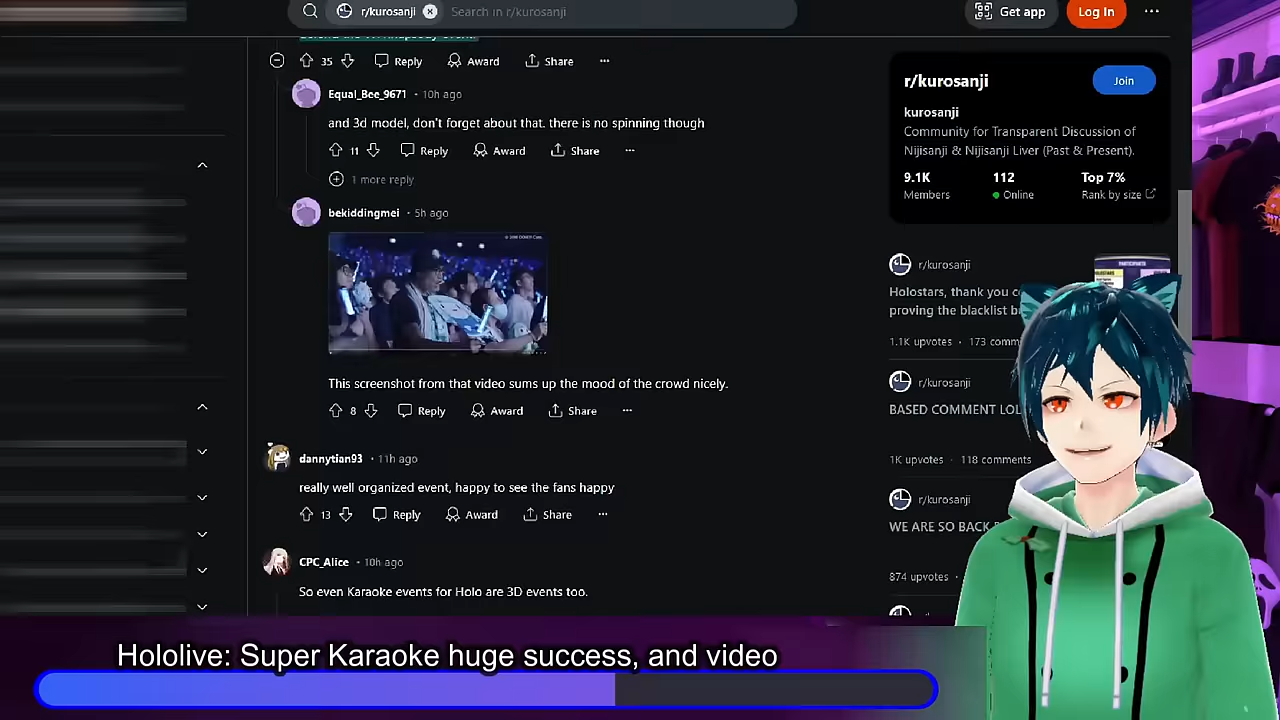 r/kurosanji
Search in r/kurosanji
Get app
Log In
35
Reply
Award
Share
Equal_Bee_9671 • 10h ago
and 3d model, don't forget about that. there is no spinning though
11
Reply
Award
Share
1 more reply
bekiddingmei • 5h ago
This screenshot from that video sums up the mood of the crowd nicely.
8
Reply
Award
Share
dannytian93 • 11h ago
really well organized event, happy to see the fans happy
13
Reply
Award
Share
CPC_Alice • 10h ago
So even Karaoke events for Holo are 3D events too.
r/kurosanji
Join
kurosanji
Community for Transparent Discussion of
Nijisanji & Nijisanji Liver (Past & Present).
9.1K
112
Top 7%
Members
Online
Rank by size
r/kurosanji
Holostars, thank you
proving the blacklist
1.1K upvotes • 173
r/kurosanji
BASED COMMENT LOL
1K upvotes • 118 comments
r/kurosanji
WE ARE SO BACK
874 upvotes •
Hololive: Super Karaoke huge success, and video